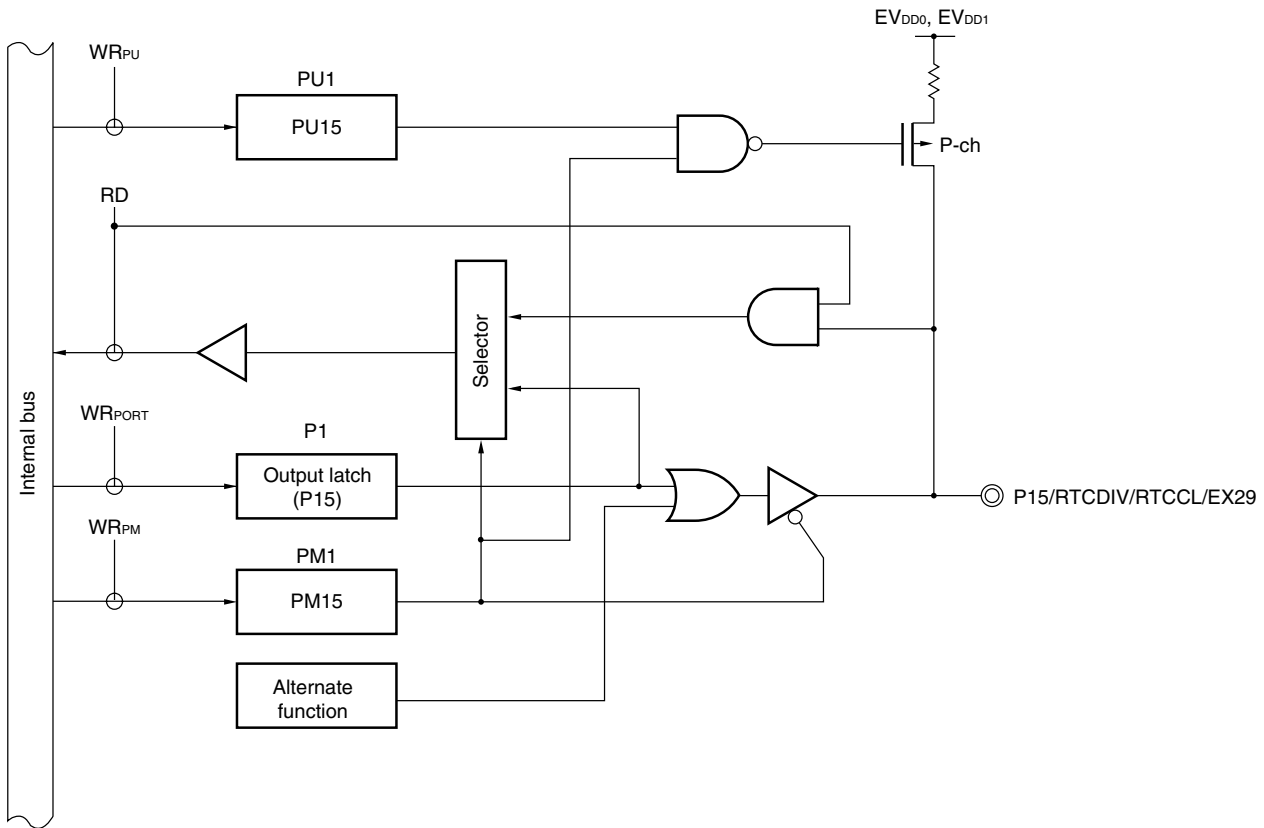 EVDD0, EVDD1
WRPU
PU1
PU15
P-ch
RD
Selector
Internal bus
WRPORT
P1
Output latch
(P15)
P15/RTCDIV/RTCCL/EX29
WRPM
PM1
PM15
Alternate
function